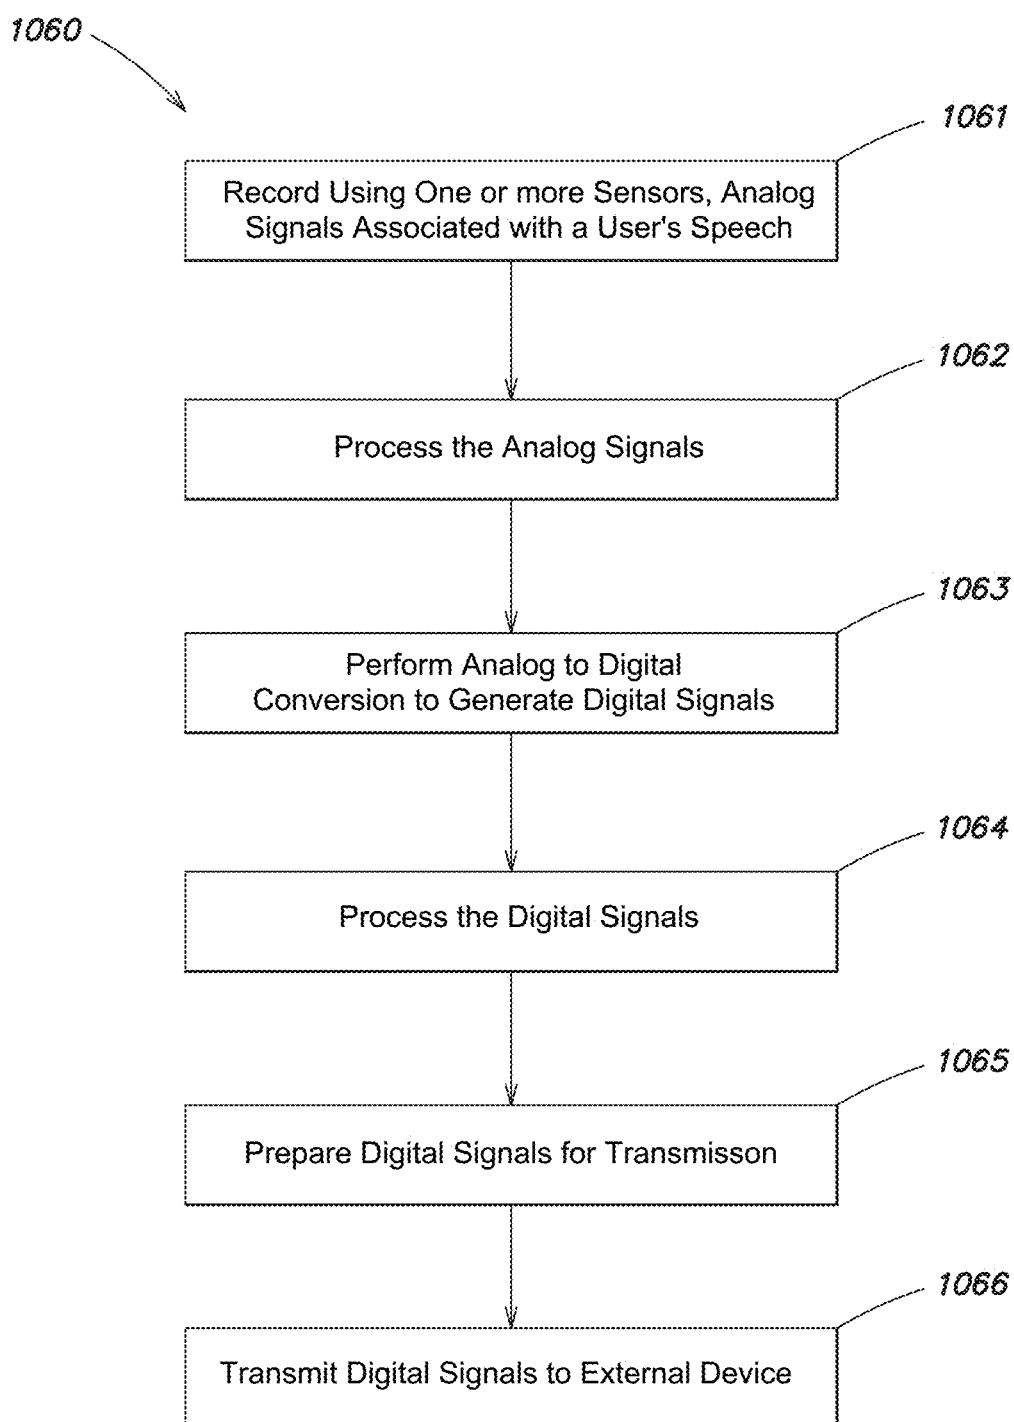 1060
1061
Record Using One or more Sensors, Analog
Signals Associated with a User's Speech
1062
Process the Analog Signals
1063
Perform Analog to Digital
Conversion to Generate Digital Signals
1064
Process the Digital Signals
1065
Prepare Digital Signals for Transmisson
1066
Transmit Digital Signals to External Device